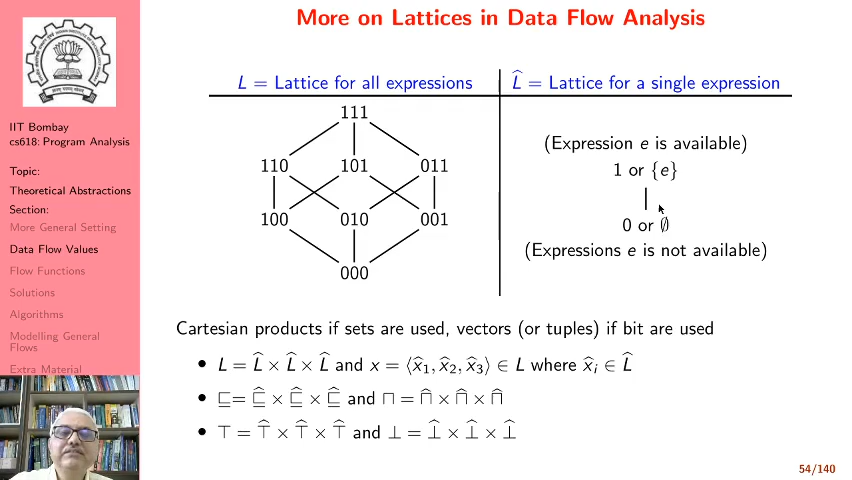 More on Lattices in Data Flow Analysis
IIT Bombay
cs618: Program Analysis
Topic:
Theoretical Abstractions
Section:
More General Setting
Data Flow Values
Flow Functions
Solutions
Algorithms
Modelling General
Flows
Extra Material
L = Lattice for all expressions
L̂ = Lattice for a single expression
111
110 101 011
100 010 001
000
(Expression e is available)
1 or {e}
0 or ∅
(Expressions e is not available)
Cartesian products if sets are used, vectors (or tuples) if bit are used
• L = L̂ × L̂ × L̂ and x = ⟨x̂₁, x̂₂, x̂₃⟩ ∈ L where x̂ᵢ ∈ L̂
• ⊑ = ⊑̂ × ⊑̂ × ⊑̂ and ⊓ = ⊓̂ × ⊓̂ × ⊓̂
• ⊤ = ⊤̂ × ⊤̂ × ⊤̂ and ⊥ = ⊥̂ × ⊥̂ × ⊥̂
54/140